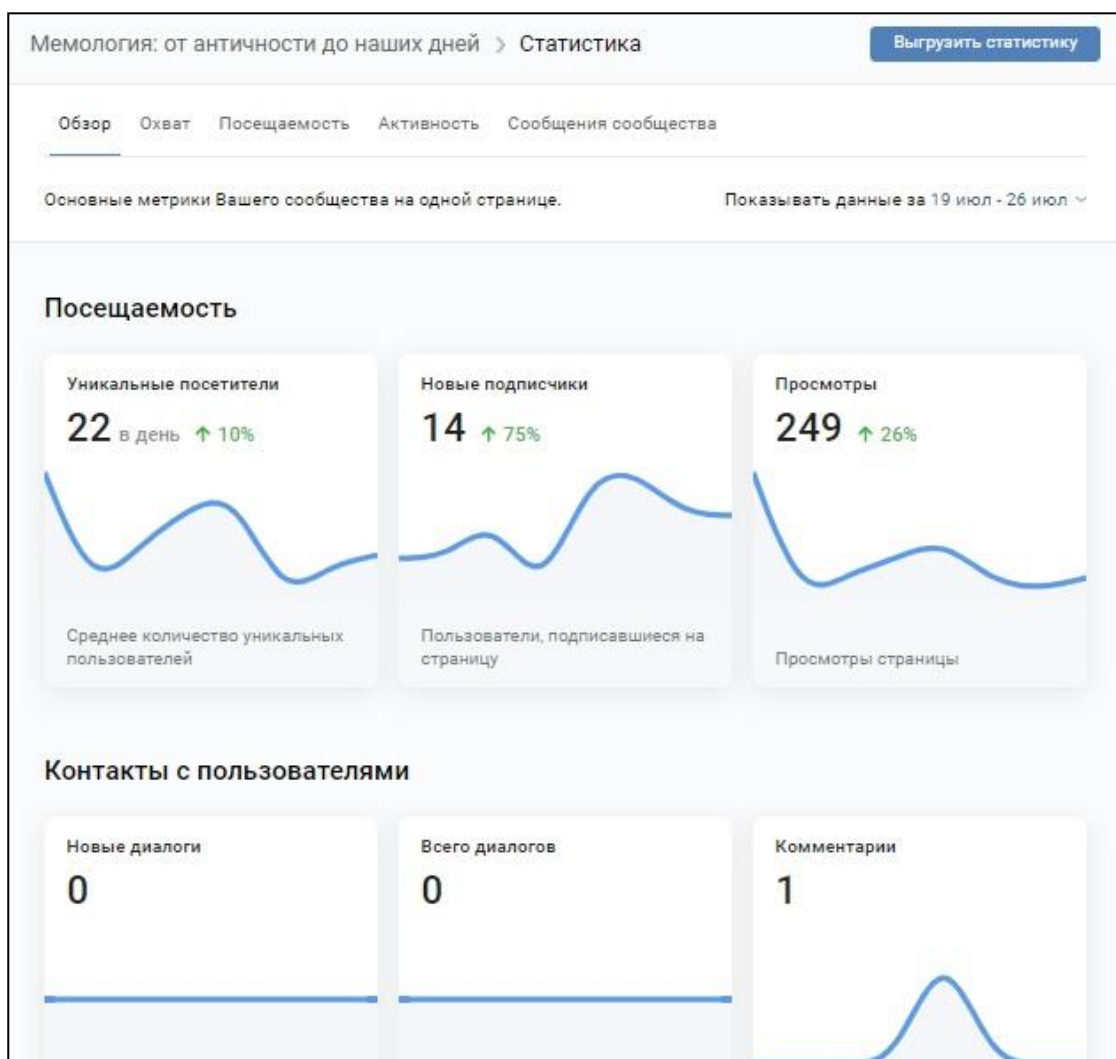 Мемология: от античности до наших дней > Статистика
Выгрузить статистику
Обзор Охват Посещаемость Активность Сообщения сообщества
Основные метрики Вашего сообщества на одной странице.
Показывать данные за 19 июл - 26 июл
Посещаемость
Уникальные посетители
22 в день ↑ 10%
Среднее количество уникальных
пользователей
Новые подписчики
14 ↑ 75%
Пользователи, подписавшиеся на
страницу
Просмотры
249 ↑ 26%
Просмотры страницы
Контакты с пользователями
Новые диалоги
0
Всего диалогов
0
Комментарии
1